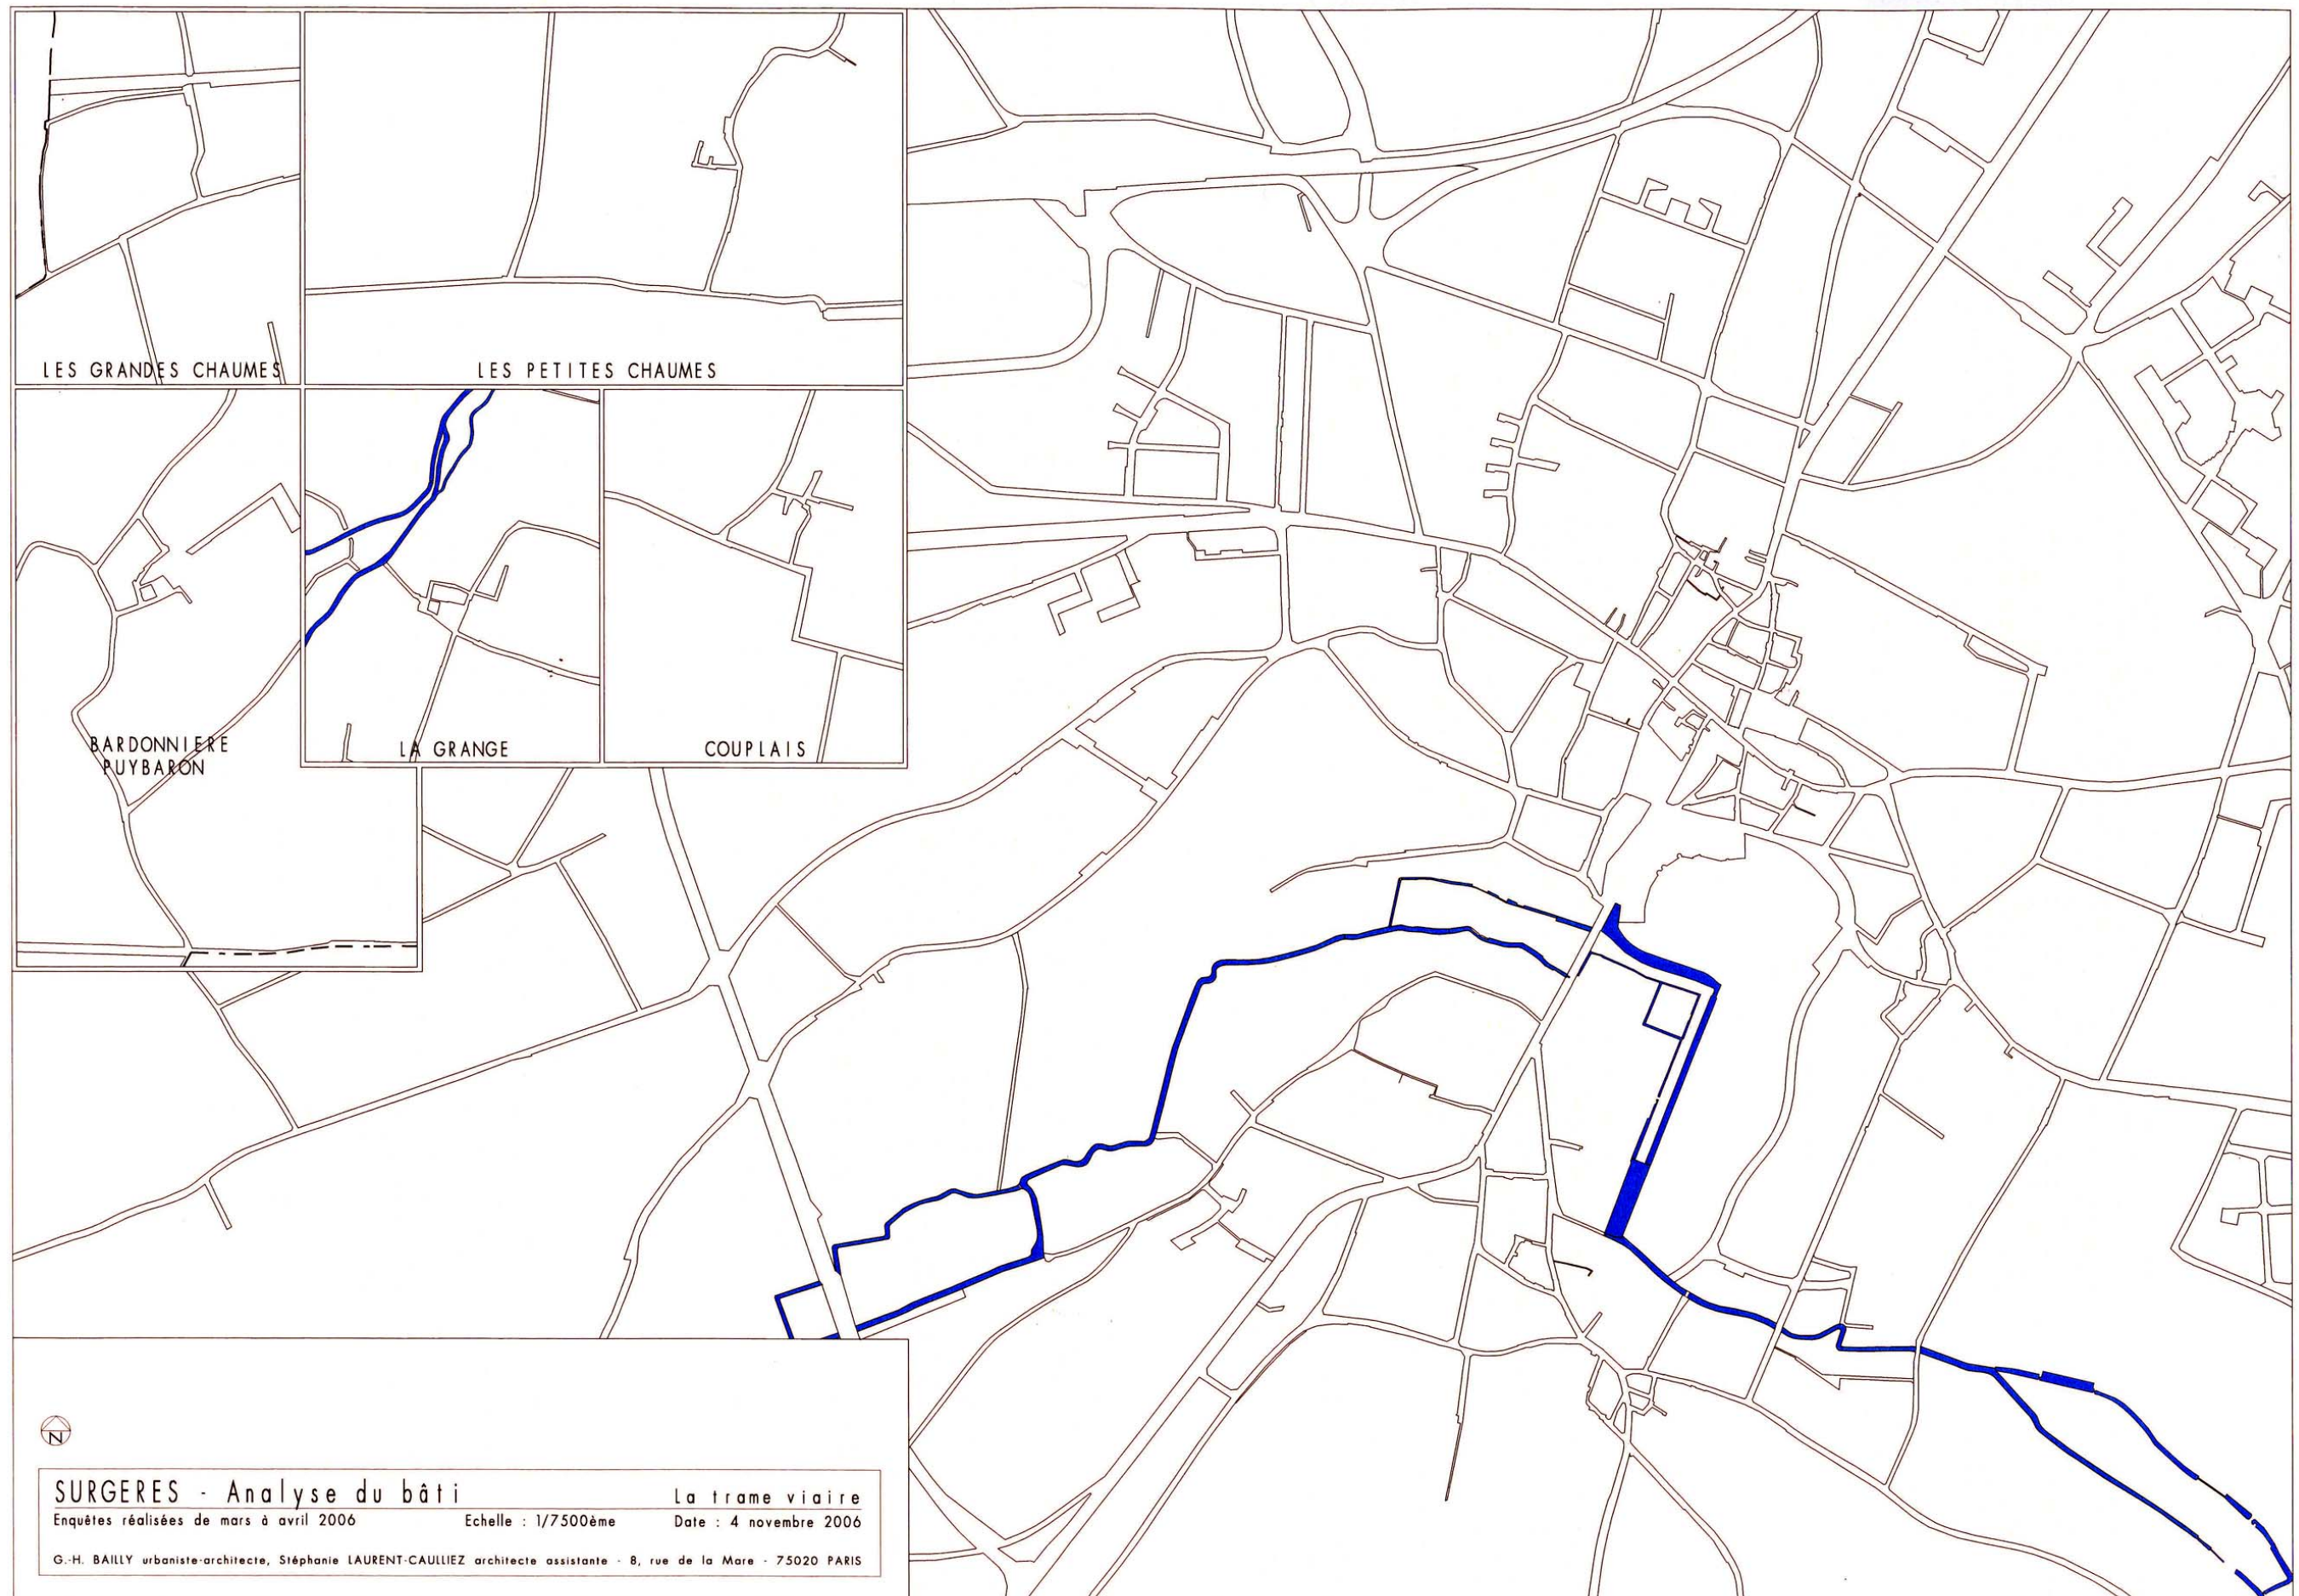 LES GRANDES CHAUMES
LES PETITES CHAUMES
BARDONNIERE
PUYBARON
LA GRANGE
COUPLAIS
N
SURGERES - Analyse du bâti
La trame viaire
Enquêtes réalisées de mars à avril 2006
Echelle : 1/7500ème
Date : 4 novembre 2006
G.-H. BAILLY urbaniste-architecte, Stéphanie LAURENT-CAULLIEZ architecte assistante - 8, rue de la Mare - 75020 PARIS